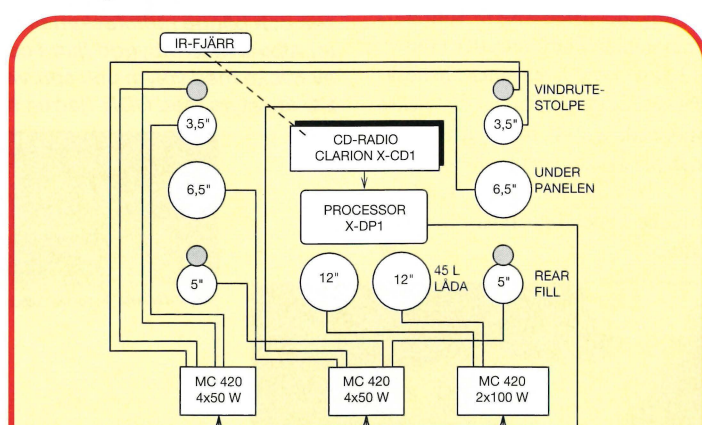 IR-FJÄRR
VINDRUTE-
STOLPE
3,5"
CD-RADIO
CLARION X-CD1
3,5"
6,5"
UNDER
PANELEN
6,5"
PROCESSOR
X-DP1
5"
12"
12"
45 L
LÅDA
5"
REAR
FILL
MC 420
4x50 W
MC 420
4x50 W
MC 420
2x100 W